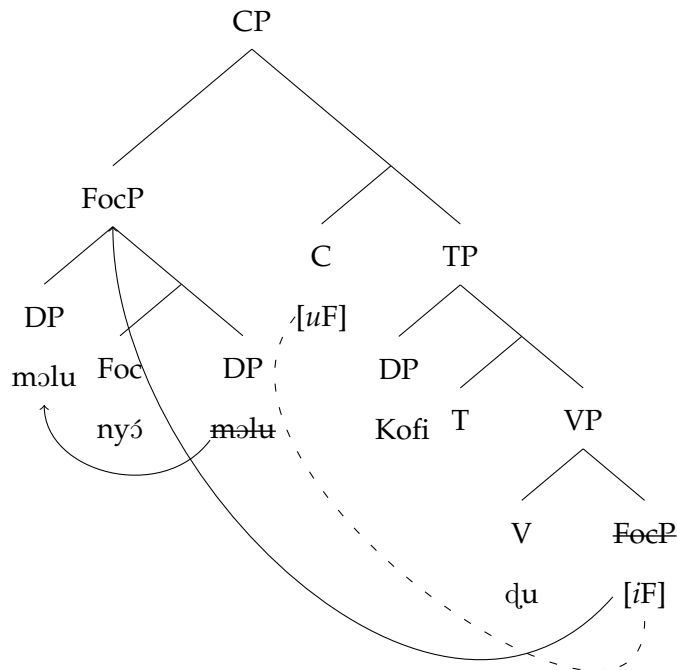 CP
FocP
C TP
DP [uF]
mɔlu Foc DP DP
nyɔ́ ~~mɔlu~~ Kofi T VP
V ~~FocP~~
ɖu [iF]